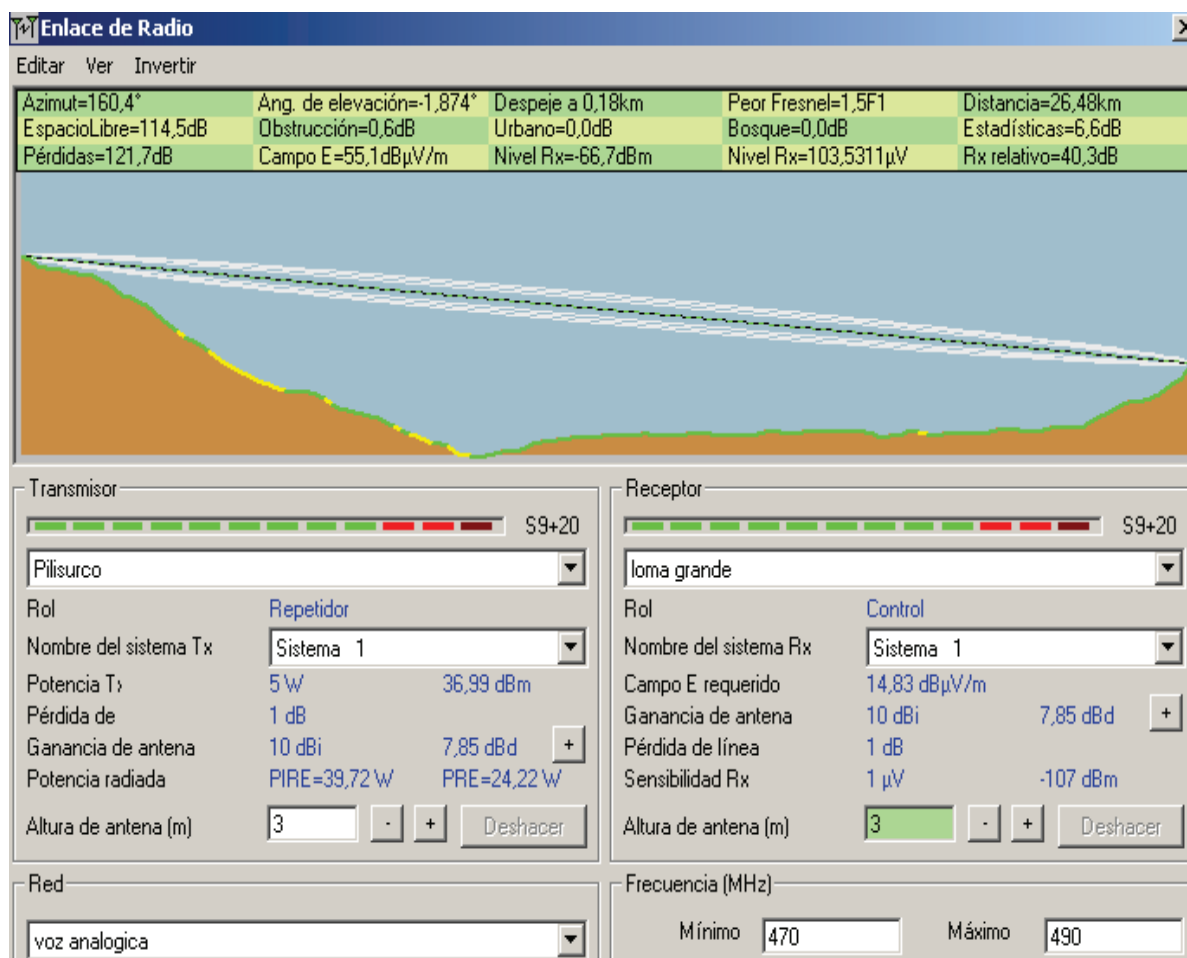 Enlace de Radio
Editar Ver Invertir
Azimut=160,4° Ang. de elevación=-1,874° Despeje a 0,18km Peor Fresnel=1,5F1 Distancia=26,48km
EspacioLibre=114,5dB Obstrucción=0,6dB Urbano=0,0dB Bosque=0,0dB Estadísticas=6,6dB
Pérdidas=121,7dB Campo E=55,1dBµV/m Nivel Rx=-66,7dBm Nivel Rx=103,5311µV Rx relativo=40,3dB
Transmisor
S9+20
Pilisurco
Rol Repetidor
Nombre del sistema Tx Sistema 1
Potencia Tx 5 W 36,99 dBm
Pérdida de 1 dB
Ganancia de antena 10 dBi 7,85 dBd +
Potencia radiada PIRE=39,72 W PRE=24,22 W
Altura de antena (m) 3 - + Deshacer
Receptor
S9+20
loma grande
Rol Control
Nombre del sistema Rx Sistema 1
Campo E requerido 14,83 dBµV/m
Ganancia de antena 10 dBi 7,85 dBd +
Pérdida de línea 1 dB
Sensibilidad Rx 1 µV -107 dBm
Altura de antena (m) 3 - + Deshacer
Red
voz analogica
Frecuencia (MHz)
Mínimo 470 Máximo 490